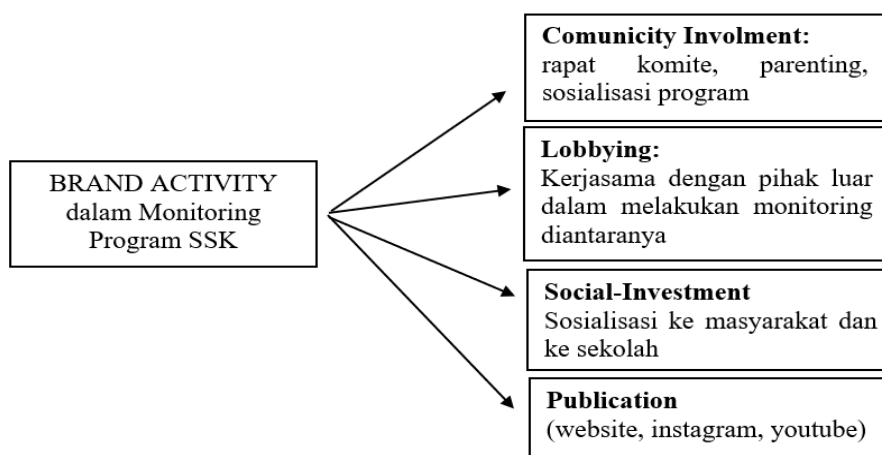 BRAND ACTIVITY
dalam Monitoring
Program SSK
Comunicity Involment:
rapat komite, parenting,
sosialisasi program
Lobbying:
Kerjasama dengan pihak luar
dalam melakukan monitoring
diantaranya
Social-Investment
Sosialisasi ke masyarakat dan
ke sekolah
Publication
(website, instagram, youtube)